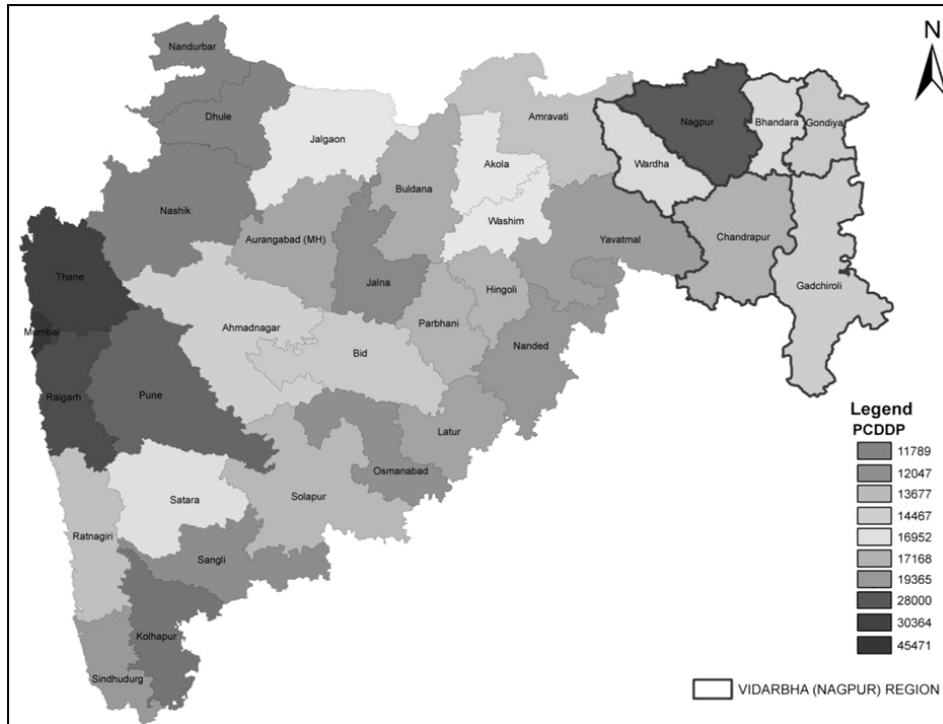 N
Nandurbar
Dhule
Jalgaon
Amravati
Nagpur
Bhandara
Gondiya
Akola
Wardha
Buldana
Nashik
Washim
Aurangabad (MH)
Yavatmal
Chandrapur
Thane
Jalna
Hingoli
Gadchiroli
Parbhani
Ahmadnagar
Mumbai
Nanded
Bid
Raigarh
Pune
Latur
Osmanabad
Satara
Solapur
Ratnagiri
Sangli
Kolhapur
Sindhudurg
Legend
PCDDP
11789
12047
13677
14467
16952
17168
19365
28000
30364
45471
VIDARBHA (NAGPUR) REGION